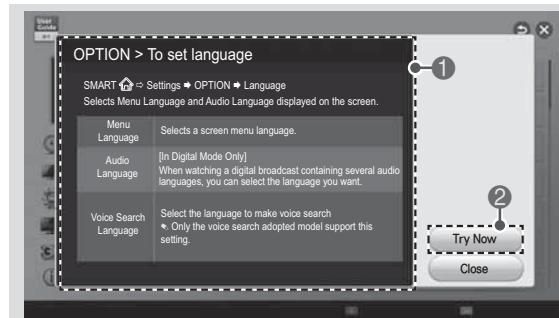 User
Guide
OPTION > To set language
1
SMART ⇨ Settings ➡ OPTION ➡ Language
Selects Menu Language and Audio Language displayed on the screen.
Menu
Language
Selects a screen menu language.
Audio
Language
[In Digital Mode Only]
When watching a digital broadcast containing several audio
languages, you can select the language you want.
Voice Search
Language
Select the language to make voice search
Only the voice search adopted model support this
setting.
2
Try Now
Close